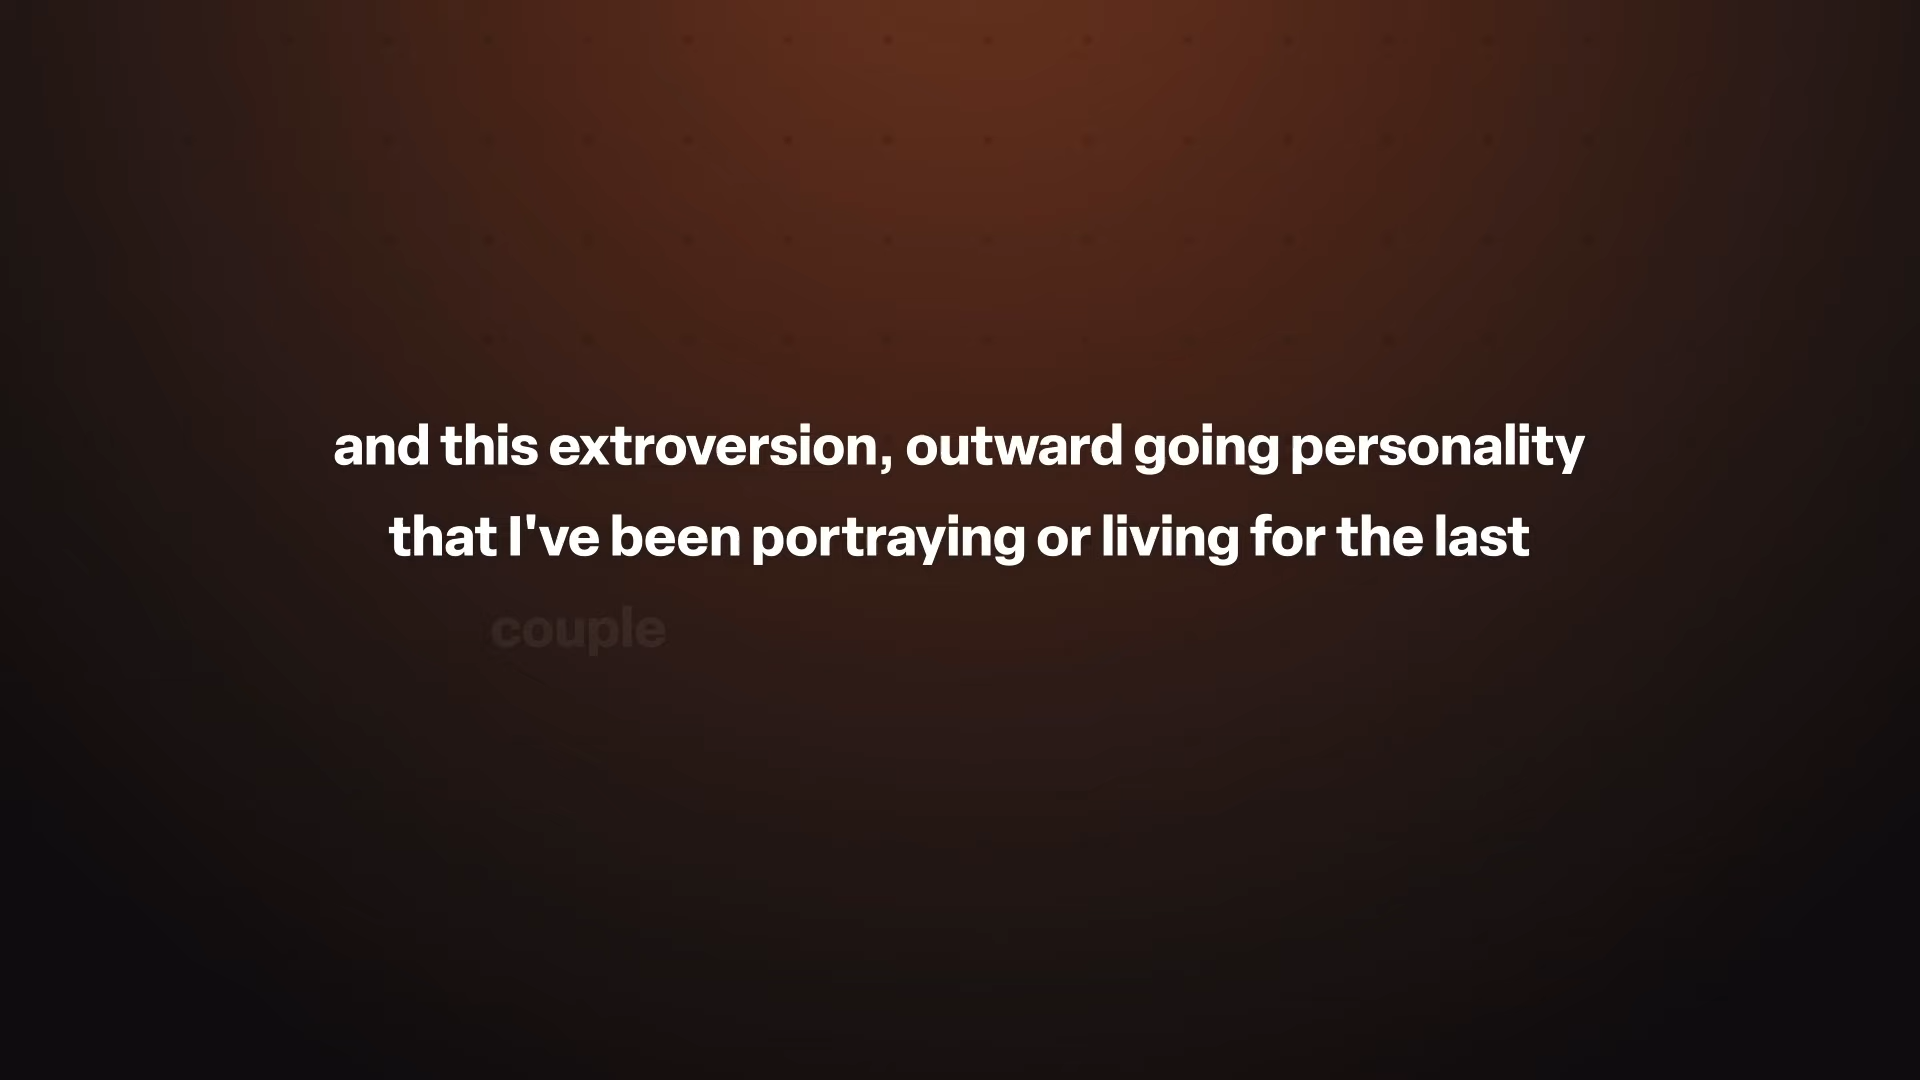 and this extroversion, outward going personality
that I've been portraying or living for the last
couple